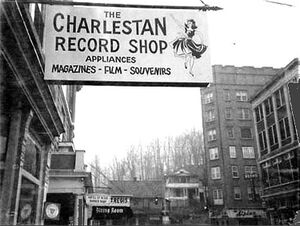 THE
CHARLESTAN
RECORD SHOP
APPLIANCES
MAGAZINES - FILM - SOUVENIRS